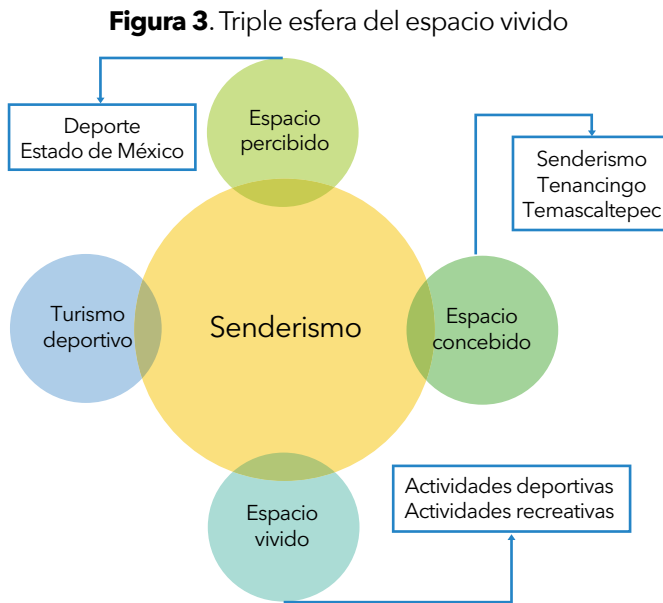 Figura 3. Triple esfera del espacio vivido
Deporte
Estado de México
Espacio
percibido
Senderismo
Tenancingo
Temascaltepec
Turismo
deportivo
Senderismo
Espacio
concebido
Actividades deportivas
Actividades recreativas
Espacio
vivido